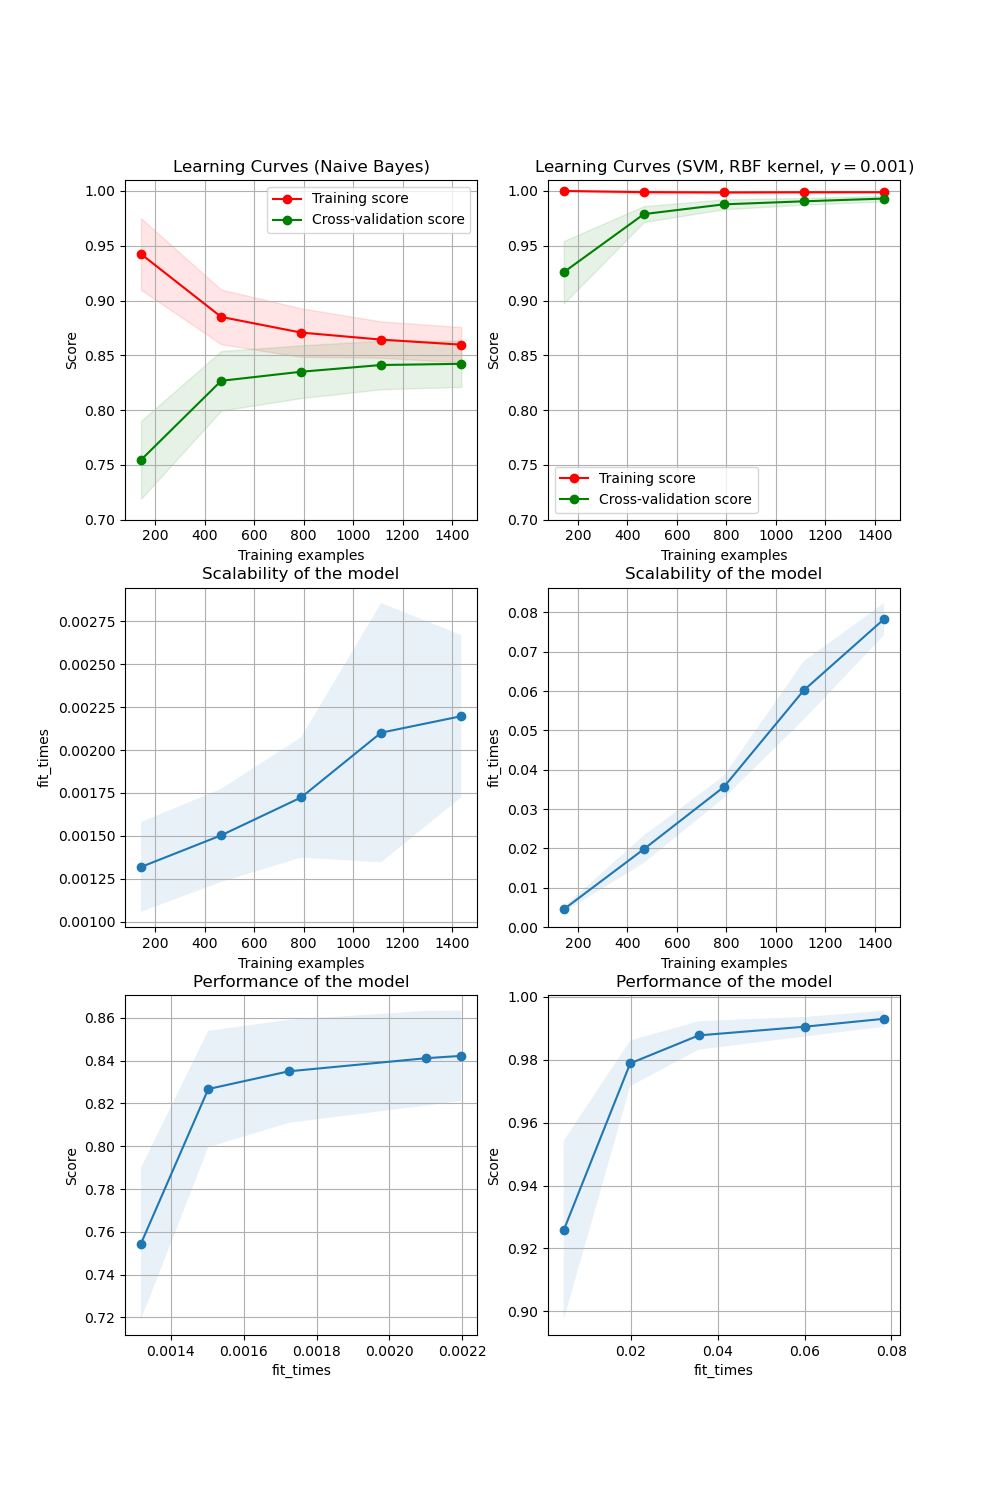 Learning Curves (Naive Bayes)
Training score
Cross-validation score
1.00
0.95
0.90
0.85
0.80
0.75
0.70
Score
200 400 600 800 1000 1200 1400
Training examples
Learning Curves (SVM, RBF kernel, γ = 0.001)
Training score
Cross-validation score
1.00
0.95
0.90
0.85
0.80
0.75
0.70
Score
200 400 600 800 1000 1200 1400
Training examples
Scalability of the model
0.00275
0.00250
0.00225
0.00200
0.00175
0.00150
0.00125
0.00100
fit_times
200 400 600 800 1000 1200 1400
Training examples
Scalability of the model
0.08
0.07
0.06
0.05
0.04
0.03
0.02
0.01
0.00
fit_times
200 400 600 800 1000 1200 1400
Training examples
Performance of the model
0.86
0.84
0.82
0.80
0.78
0.76
0.74
0.72
Score
0.0014 0.0016 0.0018 0.0020 0.0022
fit_times
Performance of the model
1.00
0.98
0.96
0.94
0.92
0.90
Score
0.02 0.04 0.06 0.08
fit_times